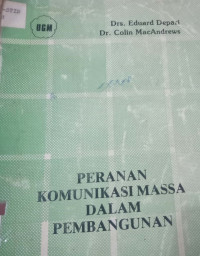 UGM
Drs. Eduard Depari
Dr. Colin MacAndrews
PERANAN
KOMUNIKASI MASSA
DALAM
PEMBANGUNAN